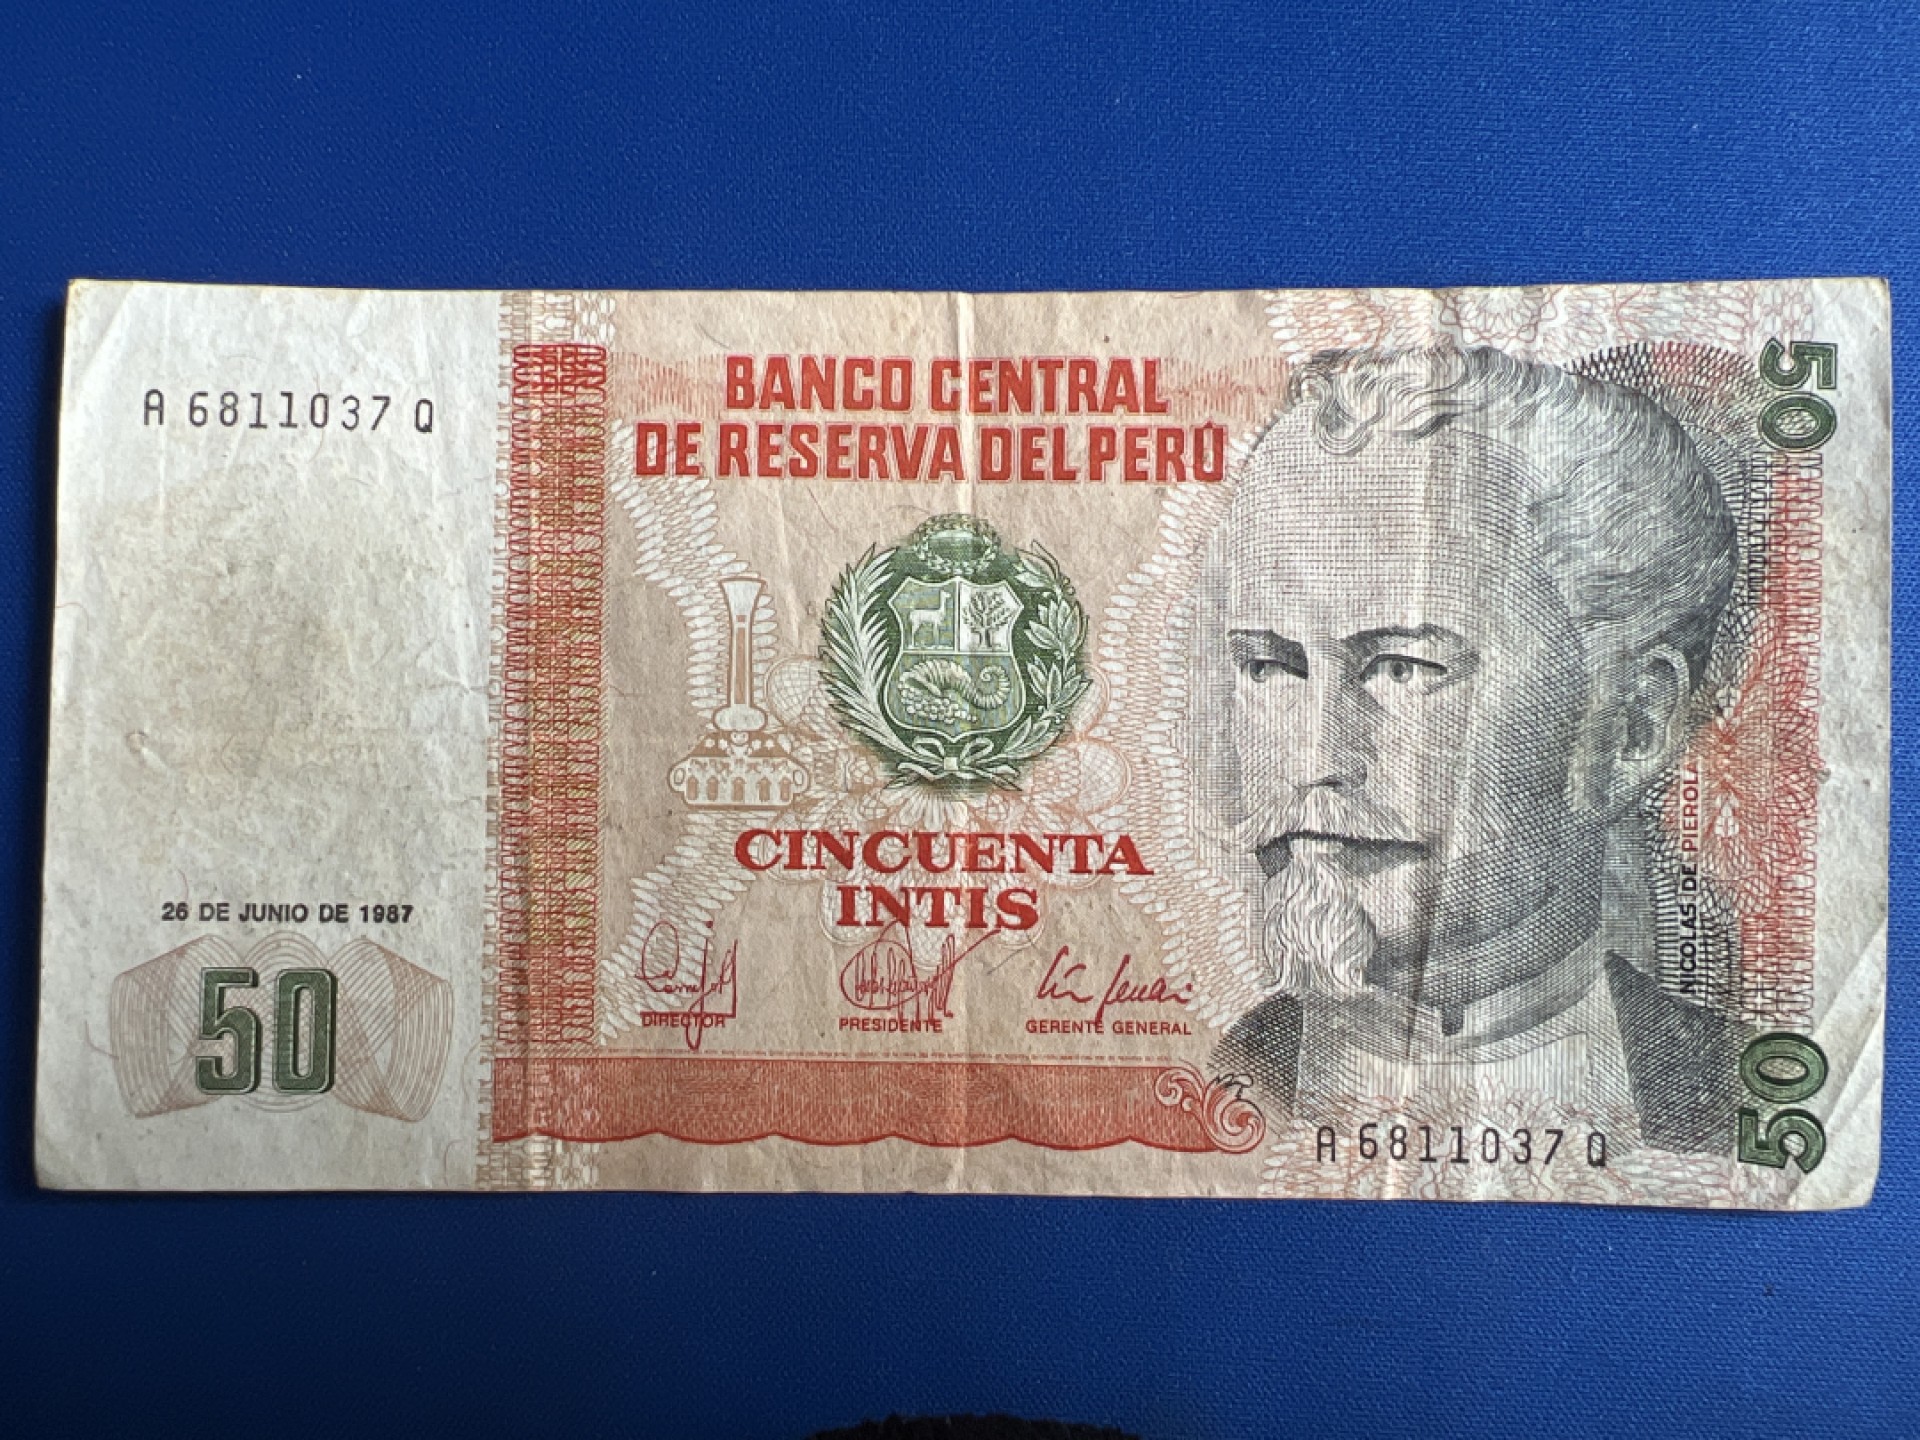 A 6811037 Q
BANCO CENTRAL
DE RESERVA DEL PERÚ
50
CINCUENTA
INTIS
NICOLAS DE PIEROLA
26 DE JUNIO DE 1987
50
DIRECTOR
PRESIDENTE
GERENTE GENERAL
50
A 6811037 Q